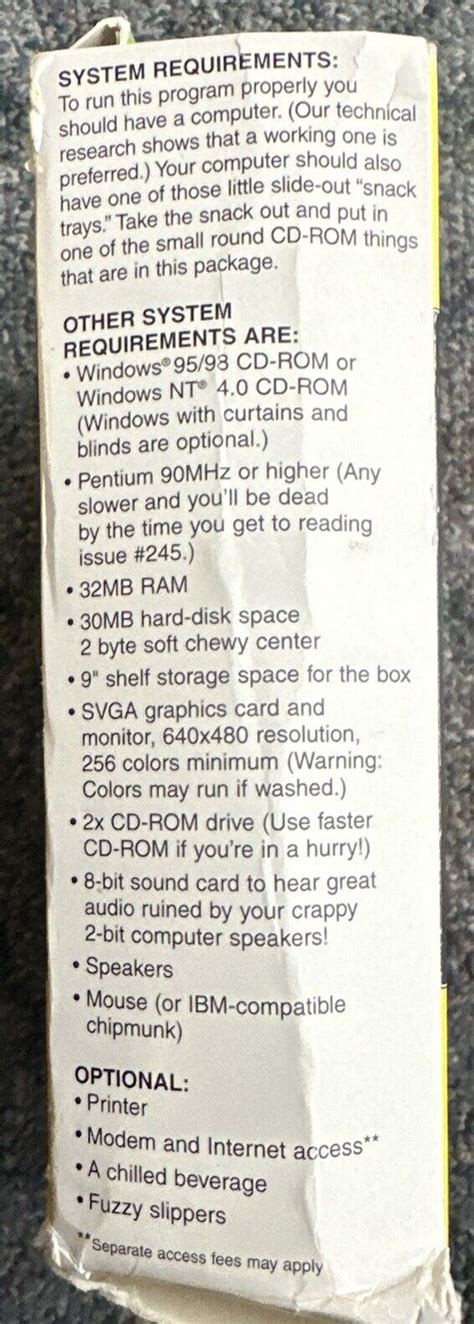 SYSTEM REQUIREMENTS:
To run this program properly you
should have a computer. (Our technical
research shows that a working one is
preferred.) Your computer should also
have one of those little slide-out “snack
trays.” Take the snack out and put in
one of the small round CD-ROM things
that are in this package.
OTHER SYSTEM
REQUIREMENTS ARE:
• Windows® 95/98 CD-ROM or
Windows NT® 4.0 CD-ROM
(Windows with curtains and
blinds are optional.)
• Pentium 90MHz or higher (Any
slower and you'll be dead
by the time you get to reading
issue #245.)
• 32MB RAM
• 30MB hard-disk space
2 byte soft chewy center
• 9" shelf storage space for the box
• SVGA graphics card and
monitor, 640x480 resolution,
256 colors minimum (Warning:
Colors may run if washed.)
• 2x CD-ROM drive (Use faster
CD-ROM if you're in a hurry!)
• 8-bit sound card to hear great
audio ruined by your crappy
2-bit computer speakers!
• Speakers
• Mouse (or IBM-compatible
chipmunk)
OPTIONAL:
• Printer
• Modem and Internet access**
• A chilled beverage
• Fuzzy slippers
**Separate access fees may apply